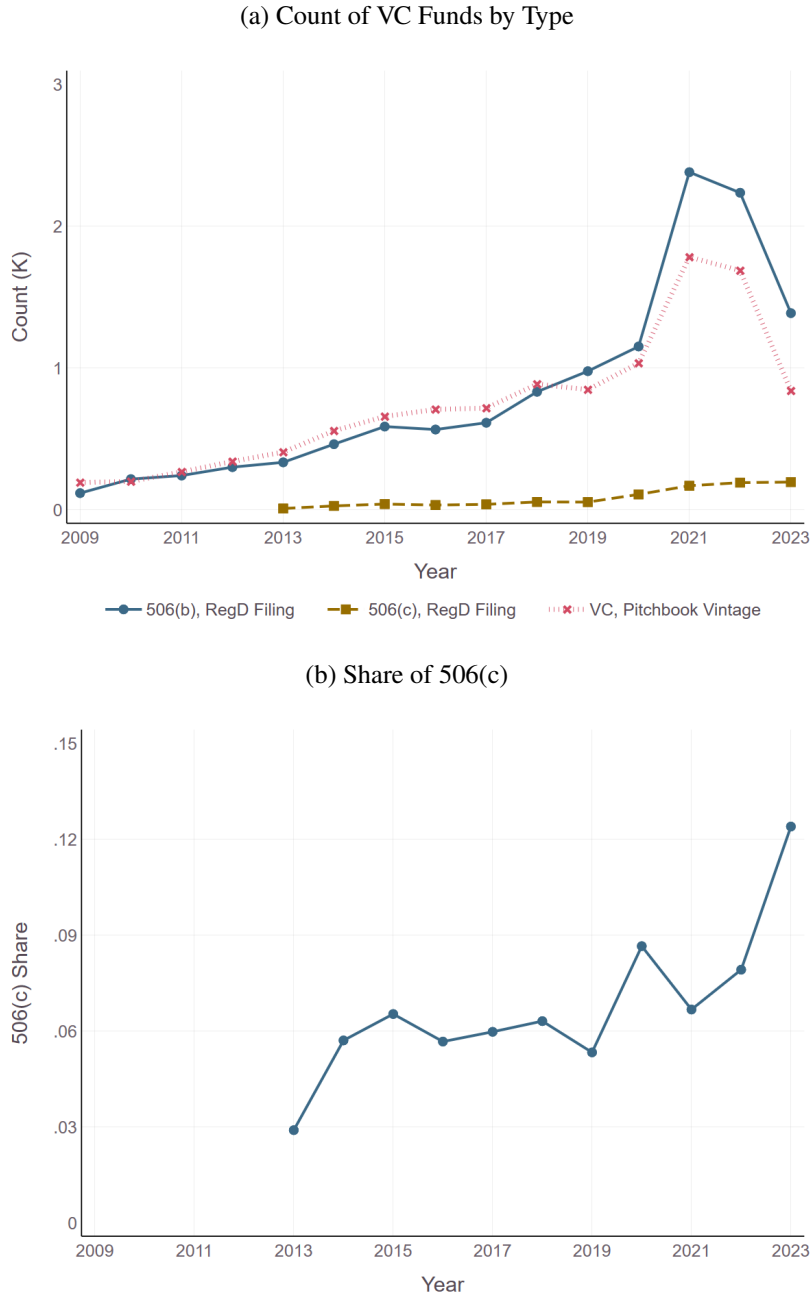 (a) Count of VC Funds by Type
3
2
1
0
Count (K)
2009 2011 2013 2015 2017 2019 2021 2023
Year
506(b), RegD Filing 506(c), RegD Filing VC, Pitchbook Vintage
(b) Share of 506(c)
.15
.12
.09
.06
.03
0
506(c) Share
2009 2011 2013 2015 2017 2019 2021 2023
Year